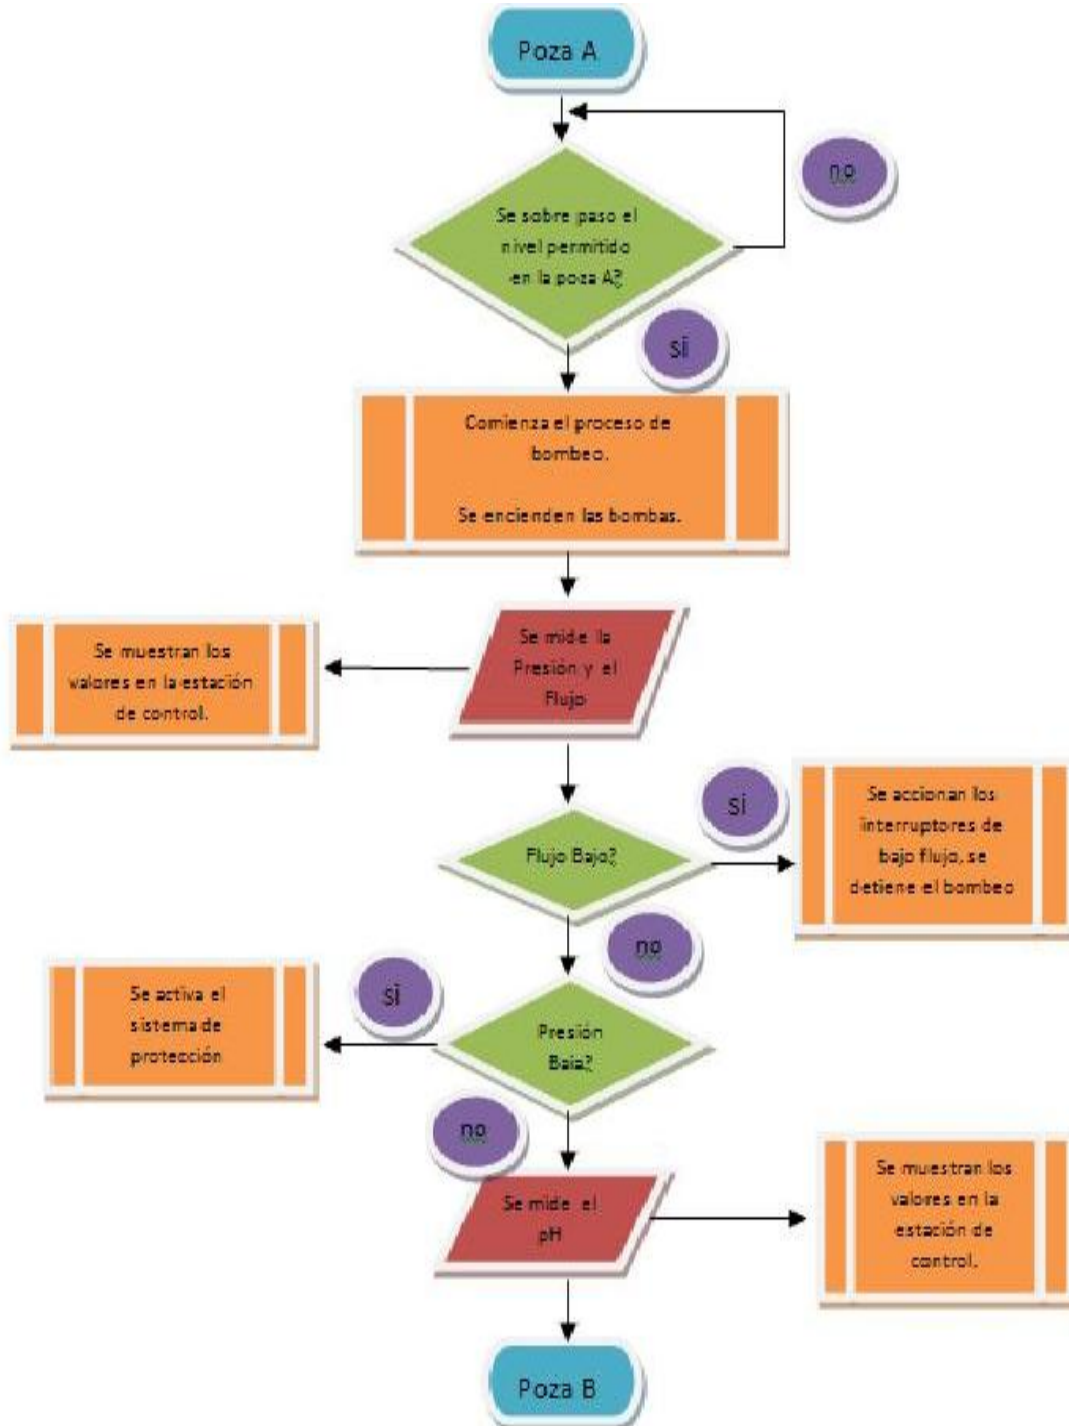 Poza A
no
Se sobre paso el
nivel permitido
en la poza A?
si
Comienza el proceso de
bombeo.
Se encienden las bombas.
Se mide la
Presión y el
Flujo
Se muestran los
valores en la estación
de control.
Flujo Bajo?
si
Se accionan los
interruptores de
bajo flujo, se
detiene el bombeo
no
Presión
Baja?
si
Se activa el
sistema de
protección
no
Se mide el
pH
Se muestran los
valores en la
estación de
control.
Poza B